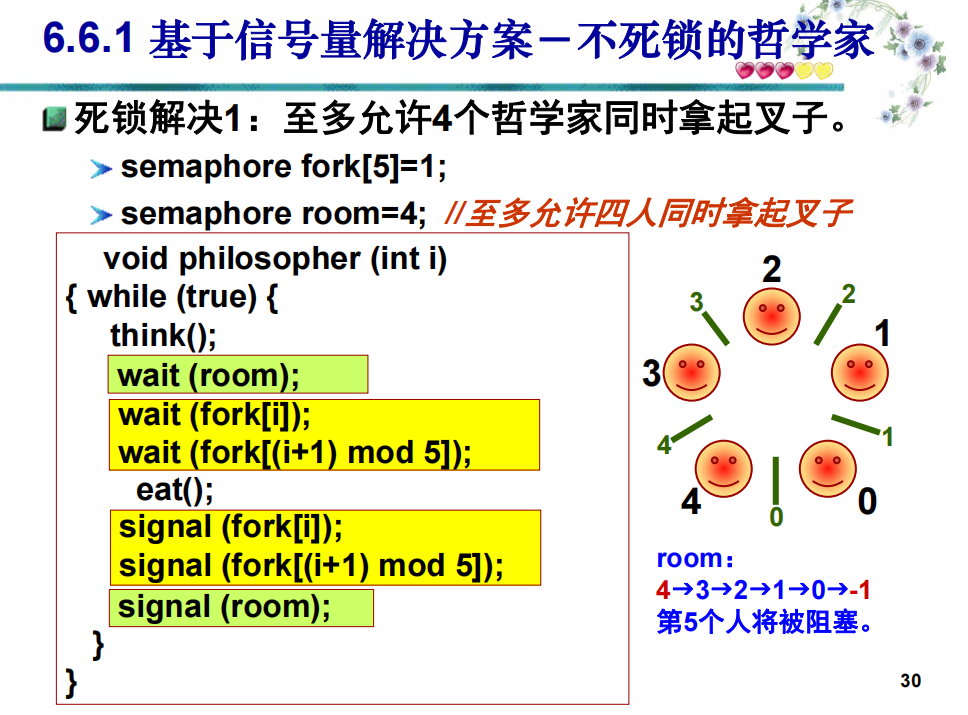 6.6.1 基于信号量解决方案－不死锁的哲学家
死锁解决1：至多允许4个哲学家同时拿起叉子。
semaphore fork[5]=1;
semaphore room=4; //至多允许四人同时拿起叉子
void philosopher (int i)
{ while (true) {
think();
wait (room);
wait (fork[i]);
wait (fork[(i+1) mod 5]);
eat();
signal (fork[i]);
signal (fork[(i+1) mod 5]);
signal (room);
}
}
2
3
2
1
3
4
1
4
0
0
room：
4→3→2→1→0→-1
第5个人将被阻塞。
30